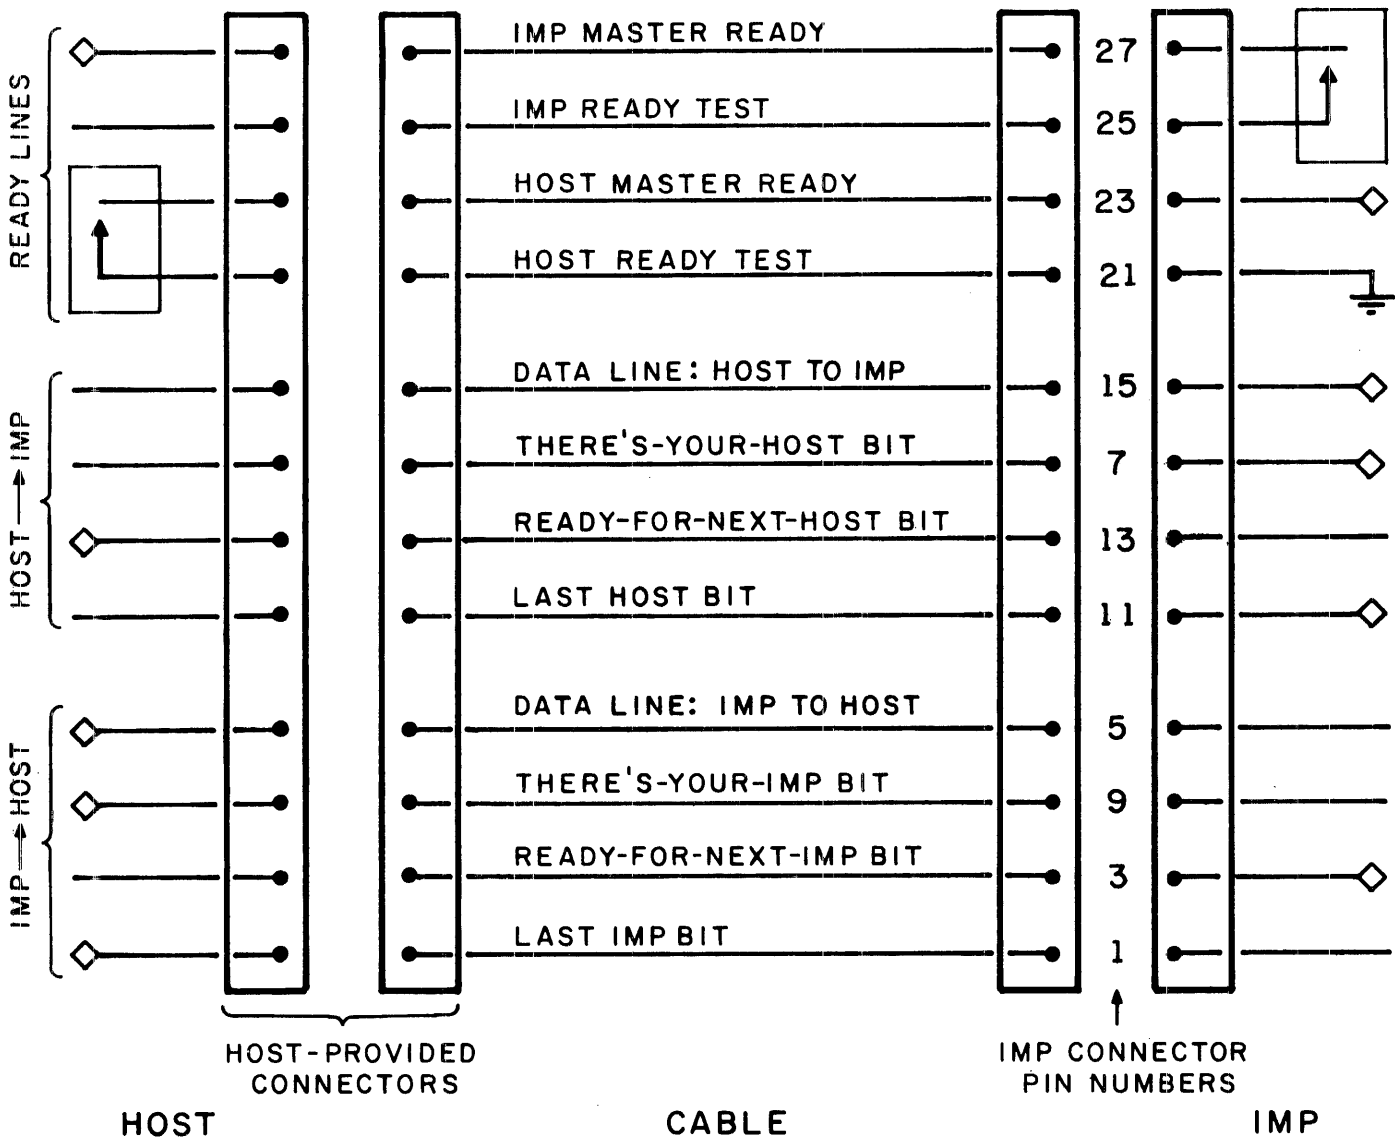 READY LINES
IMP MASTER READY
27
IMP READY TEST
25
HOST MASTER READY
23
HOST READY TEST
21
HOST → IMP
DATA LINE: HOST TO IMP
15
THERE'S-YOUR-HOST BIT
7
READY-FOR-NEXT-HOST BIT
13
LAST HOST BIT
11
IMP → HOST
DATA LINE: IMP TO HOST
5
THERE'S-YOUR-IMP BIT
9
READY-FOR-NEXT-IMP BIT
3
LAST IMP BIT
1
HOST-PROVIDED
CONNECTORS
IMP CONNECTOR
PIN NUMBERS
HOST
CABLE
IMP